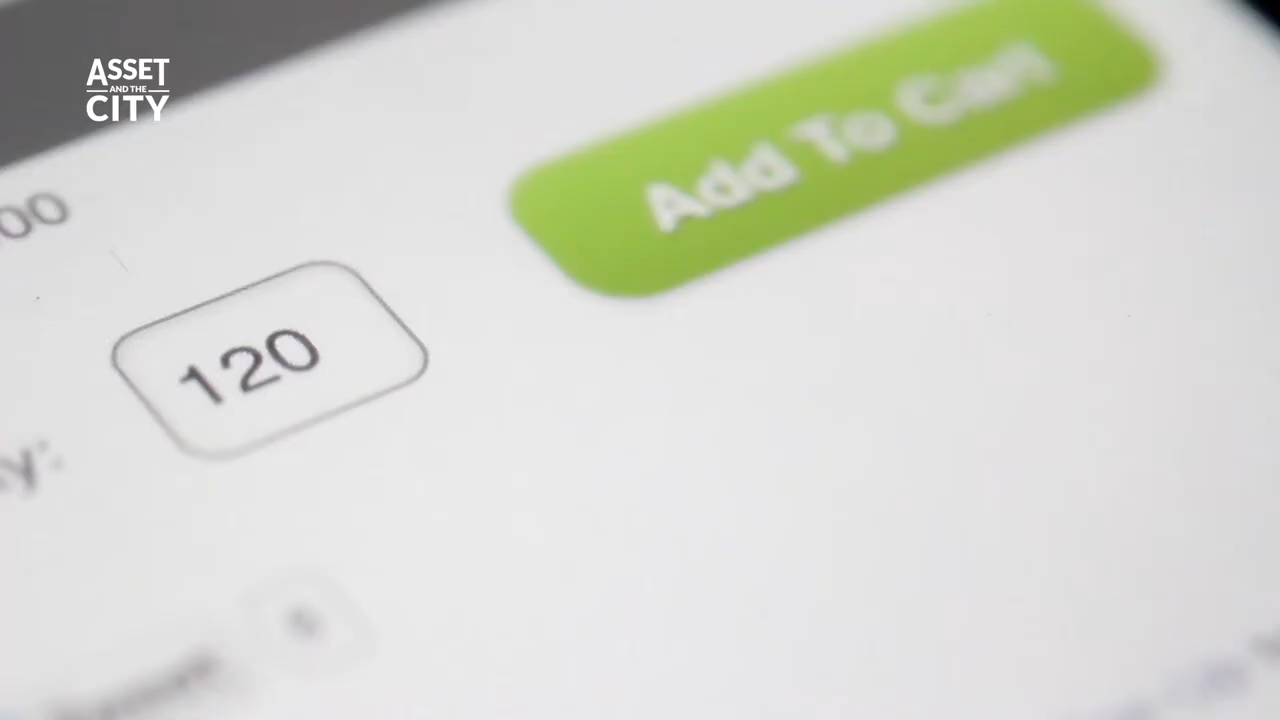 ASSET
AND THE
CITY
Add To Cart
00
120
y: